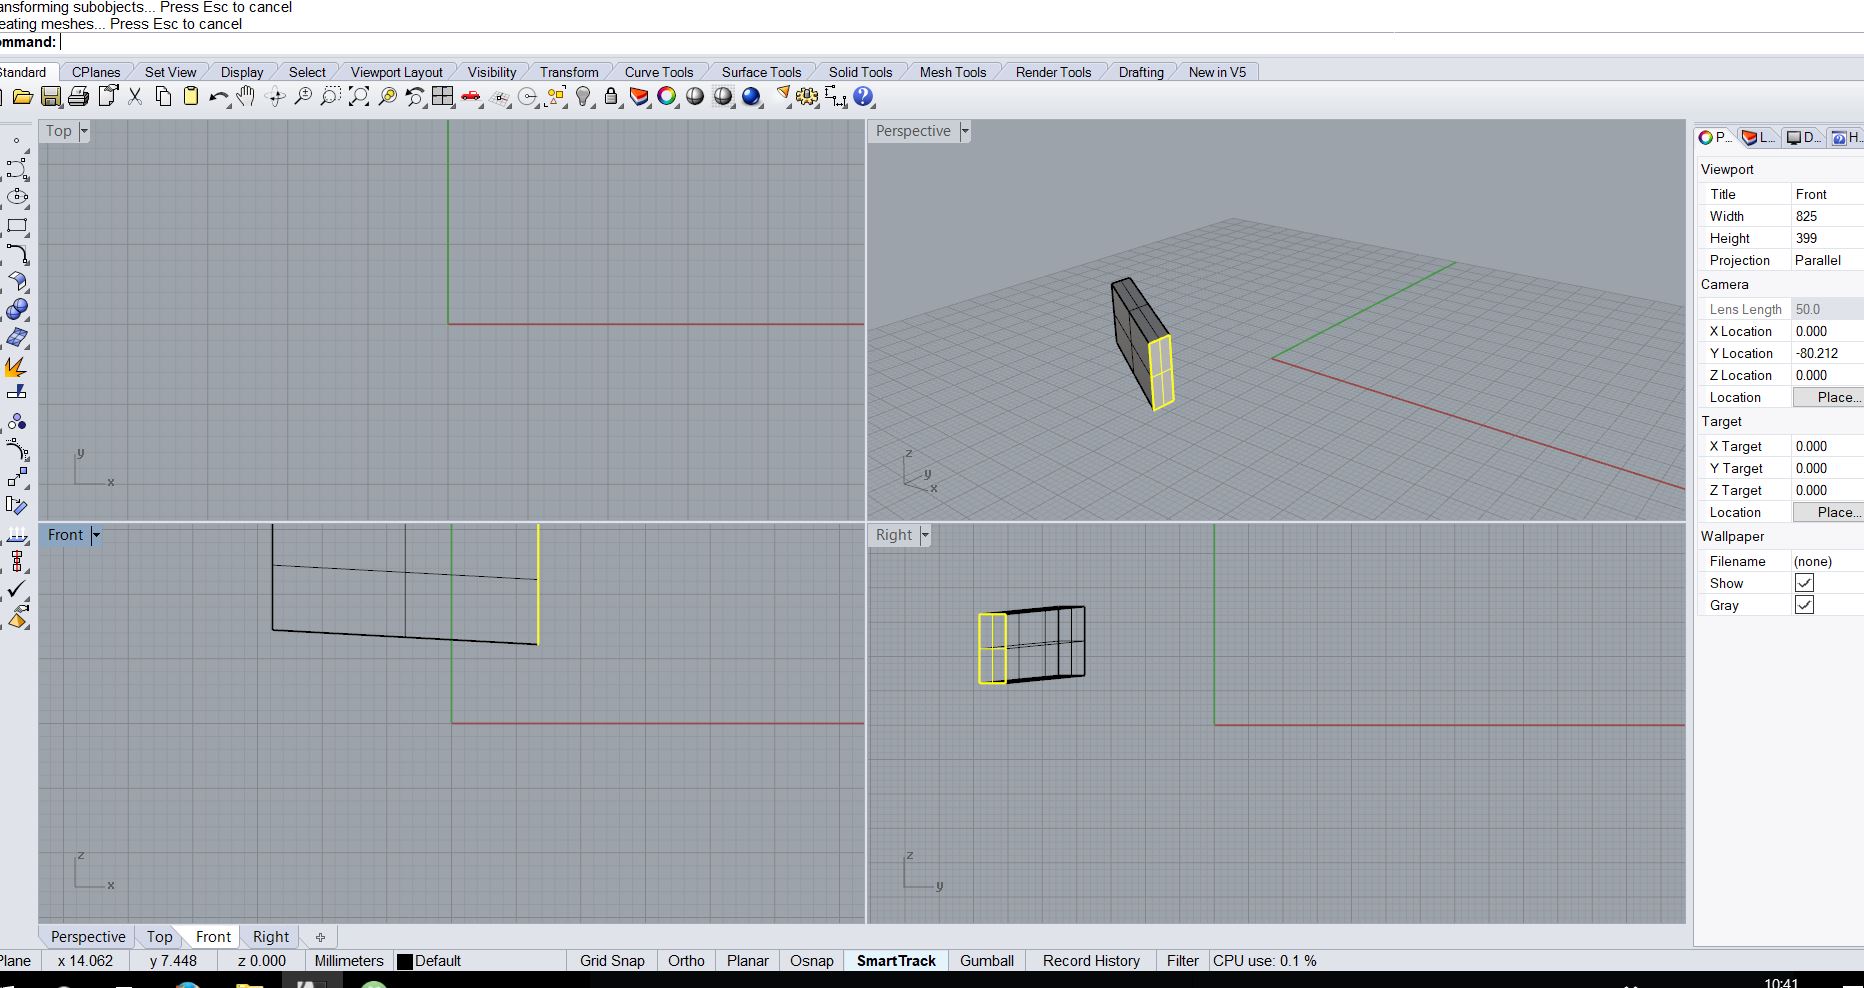 ansforming subobjects... Press Esc to cancel
eating meshes... Press Esc to cancel
ommand:
Standard CPlanes Set View Display Select Viewport Layout Visibility Transform Curve Tools Surface Tools Solid Tools Mesh Tools Render Tools Drafting New in V5
Top
y
x
Perspective
z
y
x
Front
z
x
Right
z
y
P... L... D... H...
Viewport
Title Front
Width 825
Height 399
Projection Parallel
Camera
Lens Length 50.0
X Location 0.000
Y Location -80.212
Z Location 0.000
Location Place...
Target
X Target 0.000
Y Target 0.000
Z Target 0.000
Location Place...
Wallpaper
Filename (none)
Show
Gray
Perspective Top Front Right
Plane x 14.062 y 7.448 z 0.000 Millimeters Default Grid Snap Ortho Planar Osnap SmartTrack Gumball Record History Filter CPU use: 0.1 %
10:41